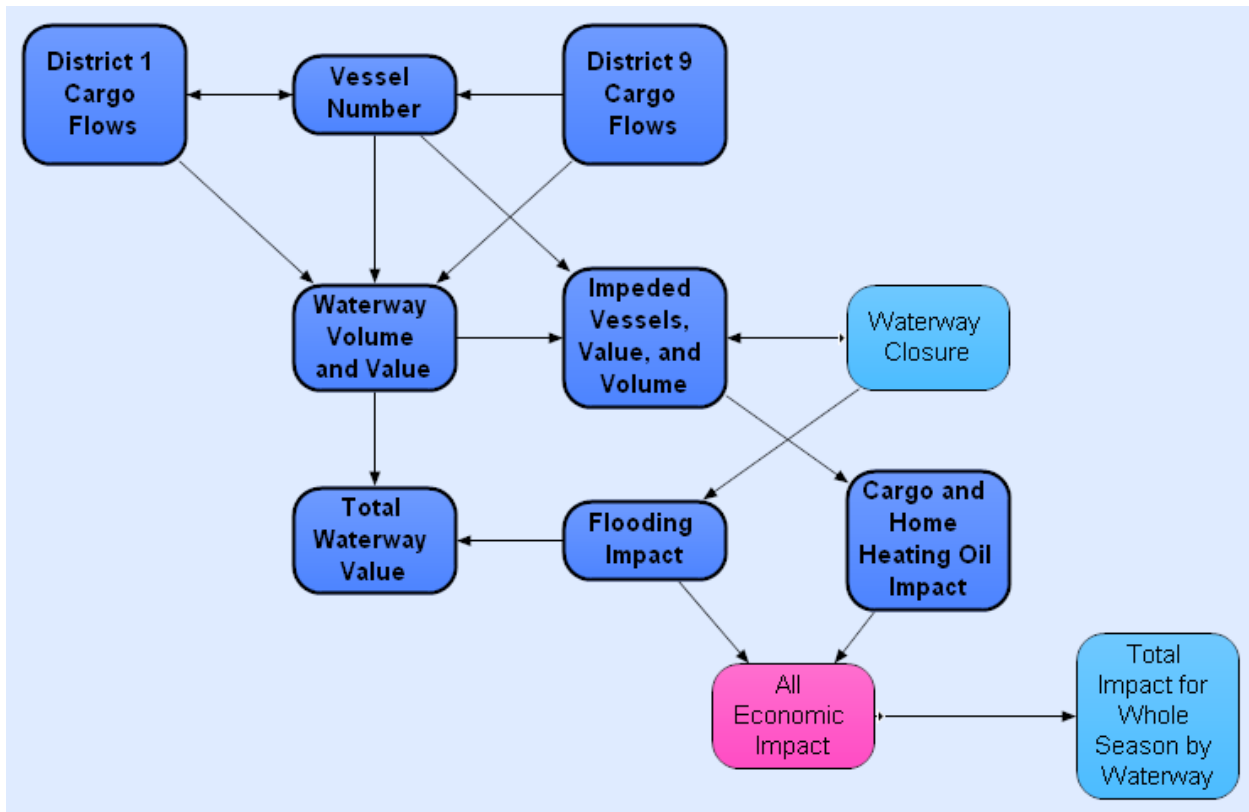 District 1
Cargo
Flows
Vessel
Number
District 9
Cargo
Flows
Waterway
Volume
and Value
Impeded
Vessels,
Value, and
Volume
Waterway
Closure
Total
Waterway
Value
Flooding
Impact
Cargo and
Home
Heating Oil
Impact
All
Economic
Impact
Total
Impact for
Whole
Season by
Waterway